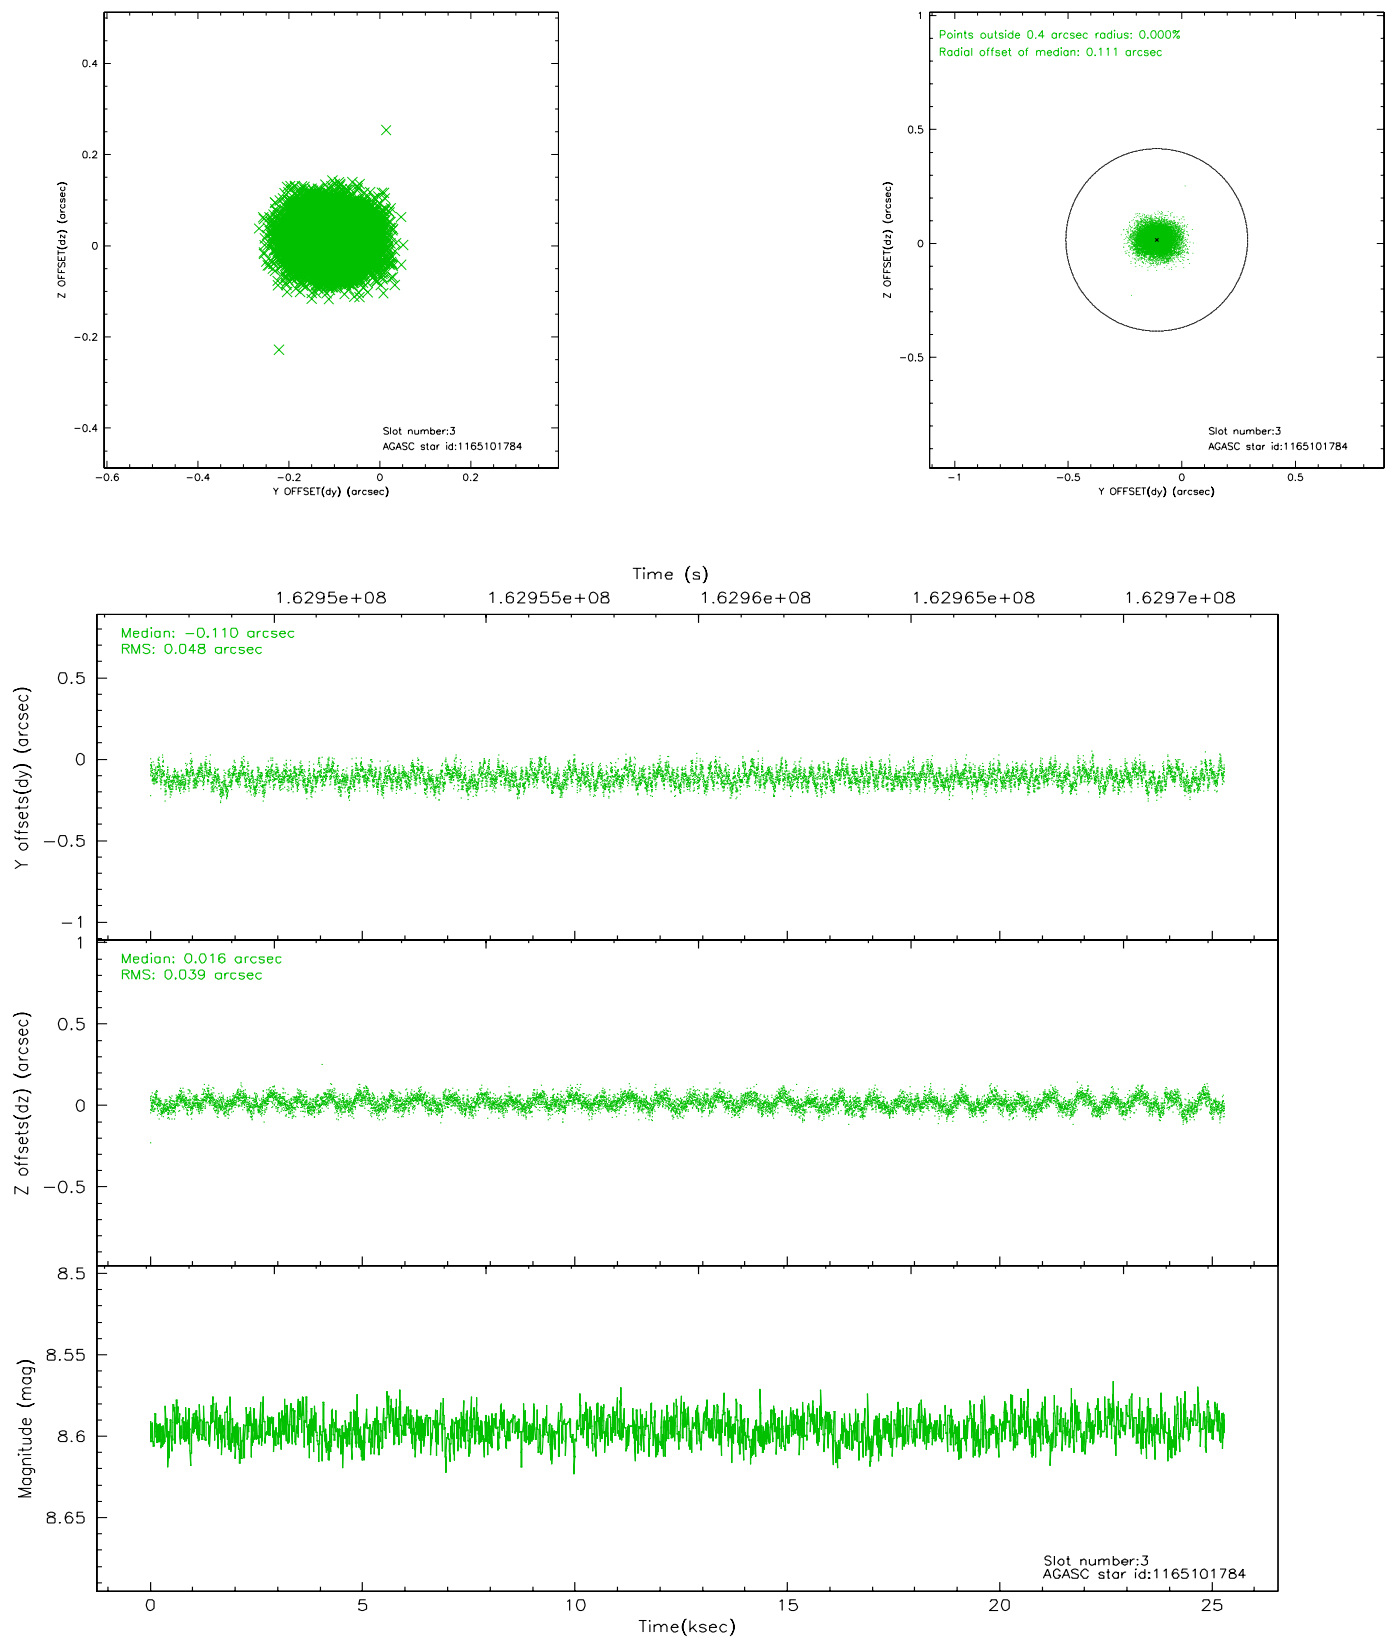 0.4
0.2
0
−0.2
−0.4
Z OFFSET(dz) (arcsec)
Slot number:3
AGASC star id:1165101784
−0.6 −0.4 −0.2 0 0.2
Y OFFSET(dy) (arcsec)
Points outside 0.4 arcsec radius: 0.000%
Radial offset of median: 0.111 arcsec
1
0.5
0
−0.5
Z OFFSET(dz) (arcsec)
Slot number:3
AGASC star id:1165101784
−1 −0.5 0 0.5
Y OFFSET(dy) (arcsec)
Time (s)
1.6295e+08 1.62955e+08 1.6296e+08 1.62965e+08 1.6297e+08
Median: −0.110 arcsec
RMS: 0.048 arcsec
0.5
0
−0.5
−1
Y offsets(dy) (arcsec)
Median: 0.016 arcsec
RMS: 0.039 arcsec
1
0.5
0
−0.5
Z offsets(dz) (arcsec)
8.5
8.55
8.6
8.65
Magnitude (mag)
Slot number:3
AGASC star id:1165101784
0 5 10 15 20 25
Time(ksec)